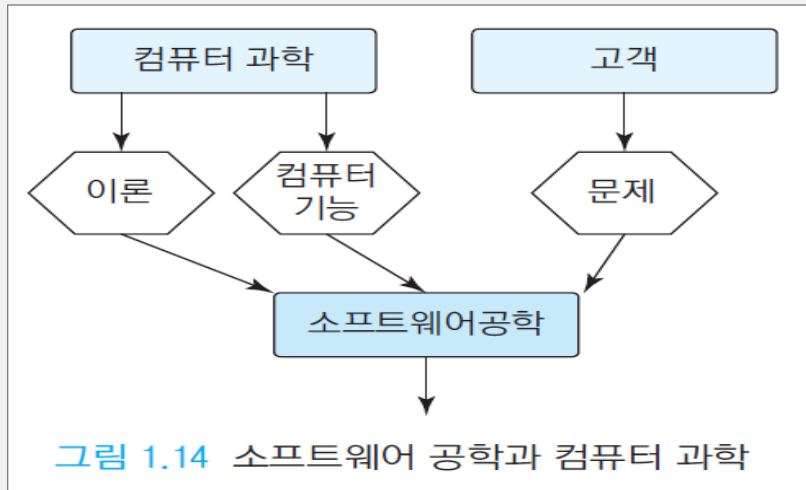 컴퓨터 과학
고객
이론
컴퓨터
기능
문제
소프트웨어공학
그림 1.14 소프트웨어 공학과 컴퓨터 과학